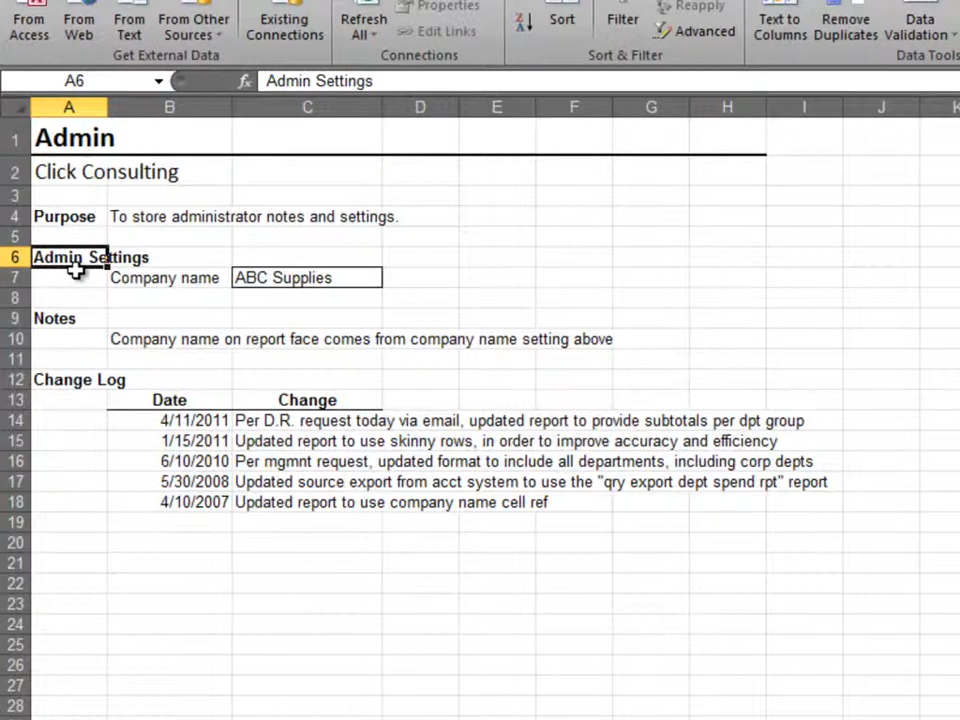 From Access
From Web
From Text
From Other Sources
Existing Connections
Refresh All
Properties
Edit Links
Sort
Filter
Reapply
Advanced
Text to Columns
Remove Duplicates
Data Validation
Get External Data
Connections
Sort & Filter
Data Tools
A6
fx
Admin Settings
A B C D E F G H I J K
1 Admin
2 Click Consulting
3
4 Purpose To store administrator notes and settings.
5
6 Admin Settings
7 Company name ABC Supplies
8
9 Notes
10 Company name on report face comes from company name setting above
11
12 Change Log
13 Date Change
14 4/11/2011 Per D.R. request today via email, updated report to provide subtotals per dpt group
15 1/15/2011 Updated report to use skinny rows, in order to improve accuracy and efficiency
16 6/10/2010 Per mgmnt request, updated format to include all departments, including corp depts
17 5/30/2008 Updated source export from acct system to use the "qry export dept spend rpt" report
18 4/10/2007 Updated report to use company name cell ref
19
20
21
22
23
24
25
26
27
28